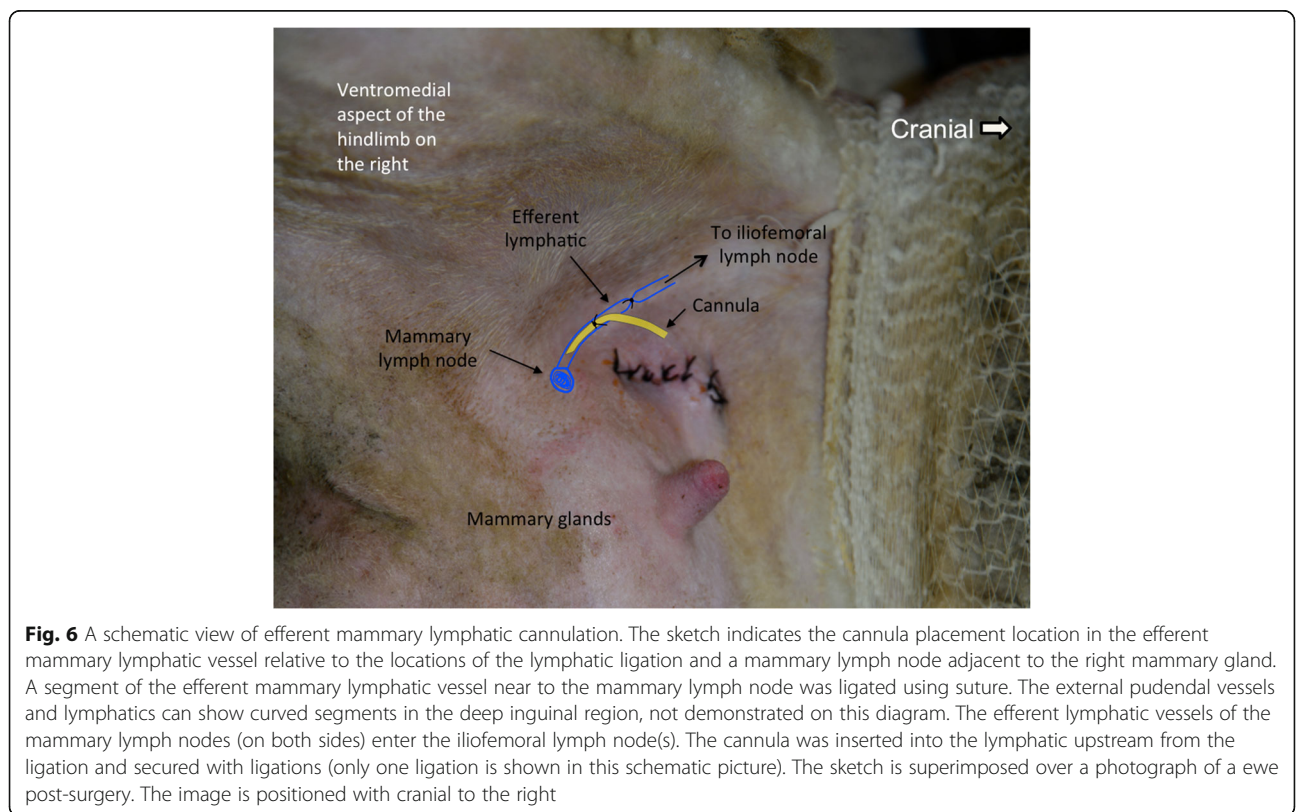 Ventromedial
aspect of the
hindlimb on
the right
Cranial
Efferent
lymphatic
To iliofemoral
lymph node
Cannula
Mammary
lymph node
Mammary glands
Fig. 6 A schematic view of efferent mammary lymphatic cannulation. The sketch indicates the cannula placement location in the efferent
mammary lymphatic vessel relative to the locations of the lymphatic ligation and a mammary lymph node adjacent to the right mammary gland.
A segment of the efferent mammary lymphatic vessel near to the mammary lymph node was ligated using suture. The external pudendal vessels
and lymphatics can show curved segments in the deep inguinal region, not demonstrated on this diagram. The efferent lymphatic vessels of the
mammary lymph nodes (on both sides) enter the iliofemoral lymph node(s). The cannula was inserted into the lymphatic upstream from the
ligation and secured with ligations (only one ligation is shown in this schematic picture). The sketch is superimposed over a photograph of a ewe
post-surgery. The image is positioned with cranial to the right